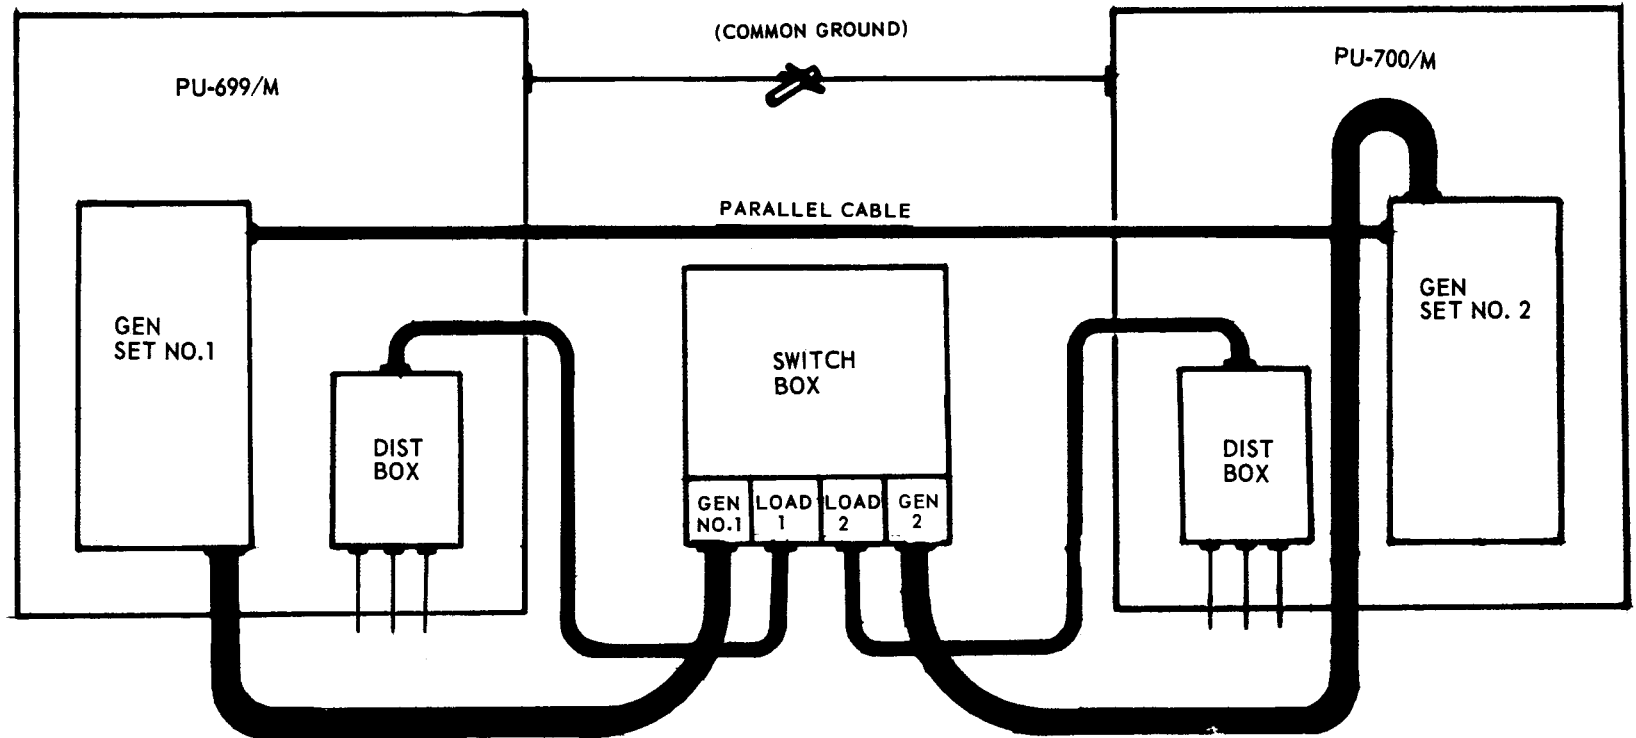 (COMMON GROUND)
PU-699/M
PU-700/M
PARALLEL CABLE
GEN
SET NO.1
GEN
SET NO. 2
SWITCH
BOX
DIST
BOX
DIST
BOX
GEN
NO.1
LOAD
1
LOAD
2
GEN
2